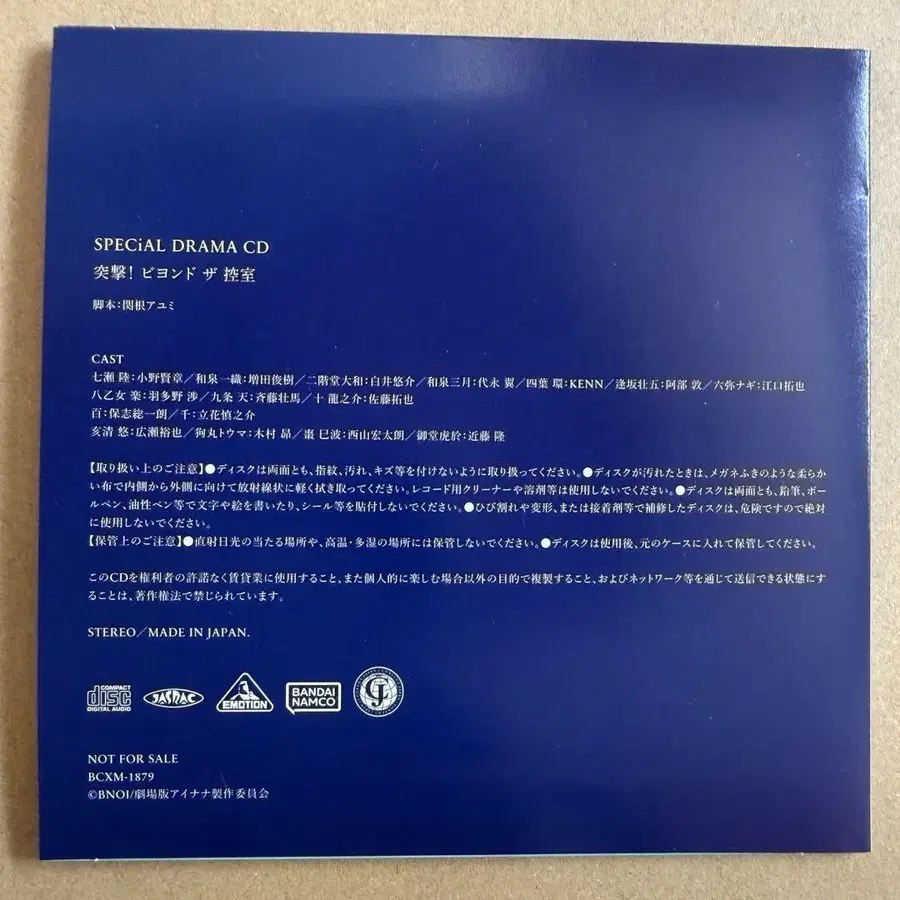 SPECiAL DRAMA CD
突撃! ビヨンド ザ 控室
脚本:関根アユミ
CAST
七瀬 陸:小野賢章/和泉一織:増田俊樹/二階堂大和:白井悠介/和泉三月:代永 翼/四葉 環:KENN/逢坂壮五:阿部 敦/六弥ナギ:江口拓也
八乙女 楽:羽多野 渉/九条 天:斉藤壮馬/十 龍之介:佐藤拓也
百:保志総一朗/千:立花慎之介
亥清 悠:広瀬裕也/狗丸トウマ:木村 昴/棗 巳波:西山宏太朗/御堂虎於:近藤 隆
【取り扱い上のご注意】●ディスクは両面とも、指紋、汚れ、キズ等を付けないように取り扱ってください。●ディスクが汚れたときは、メガネふきのような柔らか
い布で内側から外側に向けて放射線状に軽く拭き取ってください。レコード用クリーナーや溶剤等は使用しないでください。●ディスクは両面とも、鉛筆、ボー
ルペン、油性ペン等で文字や絵を書いたり、シール等を貼付しないでください。●ひび割れや変形、または接着剤等で補修したディスクは、危険ですので絶対
に使用しないでください。
【保管上のご注意】●直射日光の当たる場所や、高温・多湿の場所には保管しないでください。●ディスクは使用後、元のケースに入れて保管してください。
このCDを権利者の許諾なく賃貸業に使用すること、また個人的に楽しむ場合以外の目的で複製すること、およびネットワーク等を通じて送信できる状態にす
ることは、著作権法で禁じられています。
STEREO/MADE IN JAPAN.
COMPACT
disc
DIGITAL AUDIO
JASRAC
EMOTION
BANDAI
NAMCO
NOT FOR SALE
BCXM-1879
©BNOI/劇場版アイナナ製作委員会